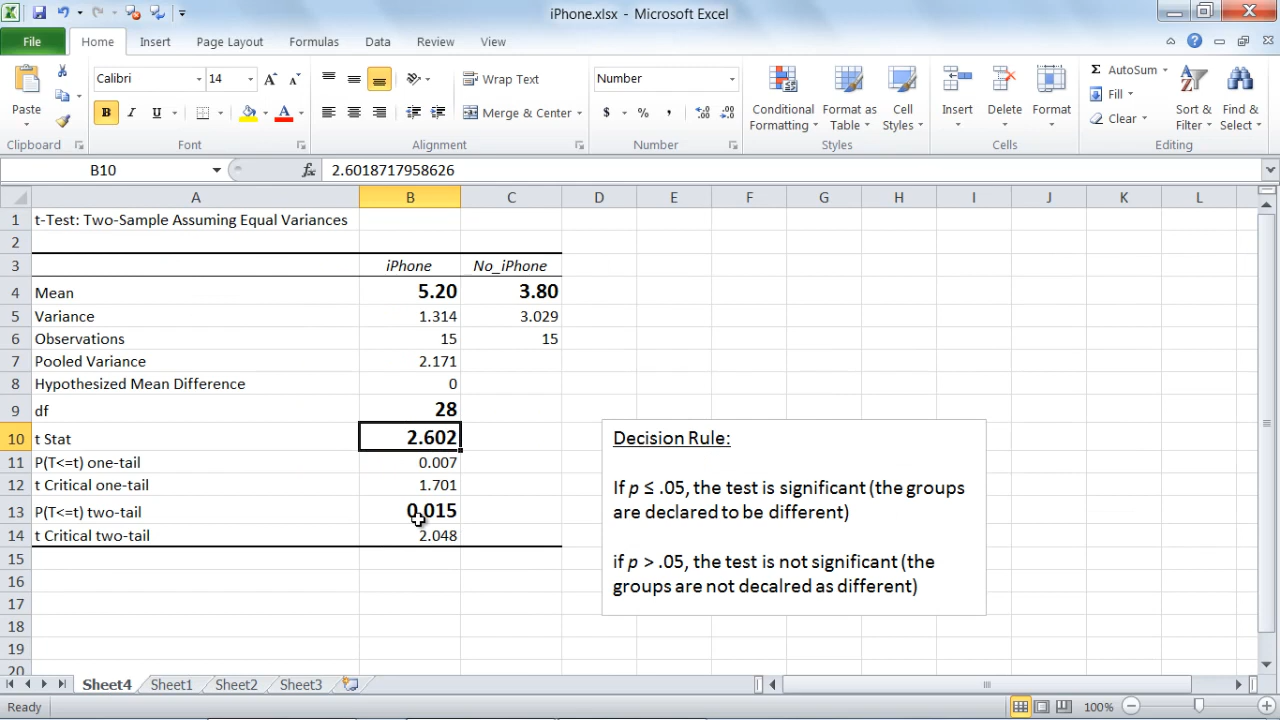 iPhone.xlsx - Microsoft Excel
File Home Insert Page Layout Formulas Data Review View
Calibri 14 Wrap Text Number AutoSum
Paste Conditional Format as Cell Insert Delete Format Fill Sort & Find &
B I U A Merge & Center $ % , Formatting Table Styles Clear Filter Select
Clipboard Font Alignment Number Styles Cells Editing
B10 fx 2.6018717958626
A B C D E F G H I J K L
1 t-Test: Two-Sample Assuming Equal Variances
2
3 iPhone No_iPhone
4 Mean 5.20 3.80
5 Variance 1.314 3.029
6 Observations 15 15
7 Pooled Variance 2.171
8 Hypothesized Mean Difference 0
9 df 28
10 t Stat 2.602
11 P(T<=t) one-tail 0.007
12 t Critical one-tail 1.701
13 P(T<=t) two-tail 0.015
14 t Critical two-tail 2.048
15
16
17
18
19
20
Decision Rule:
If p ≤ .05, the test is significant (the groups
are declared to be different)
if p > .05, the test is not significant (the
groups are not decalred as different)
Sheet4 Sheet1 Sheet2 Sheet3
Ready 100%